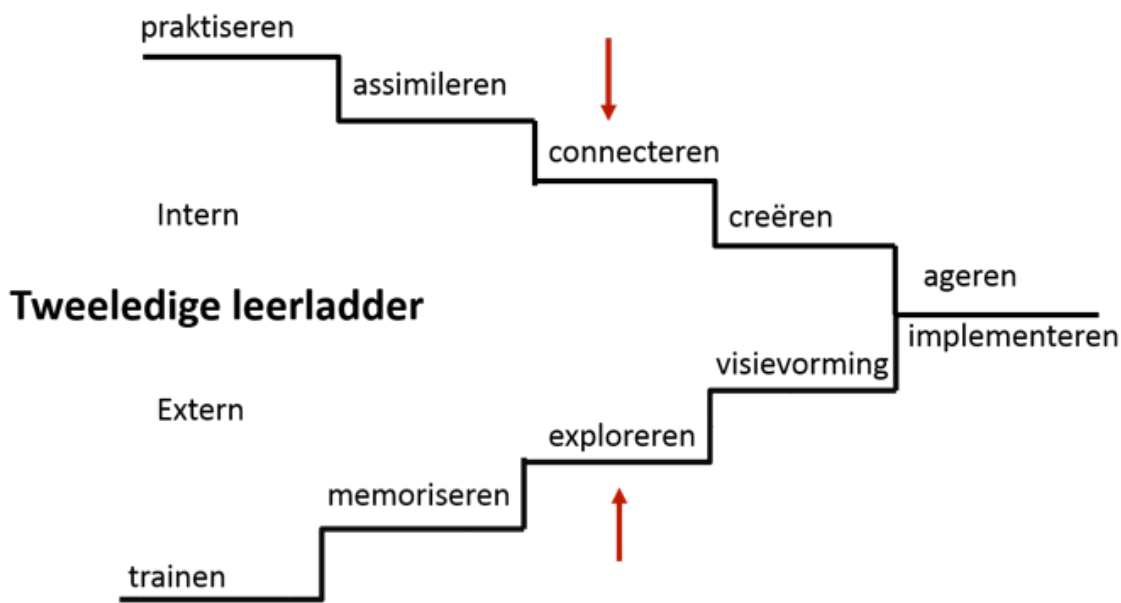 praktiseren
assimileren
connecteren
Intern
creëren
ageren
Tweeledige leerladder
implementeren
visievorming
Extern
exploreren
memoriseren
trainen